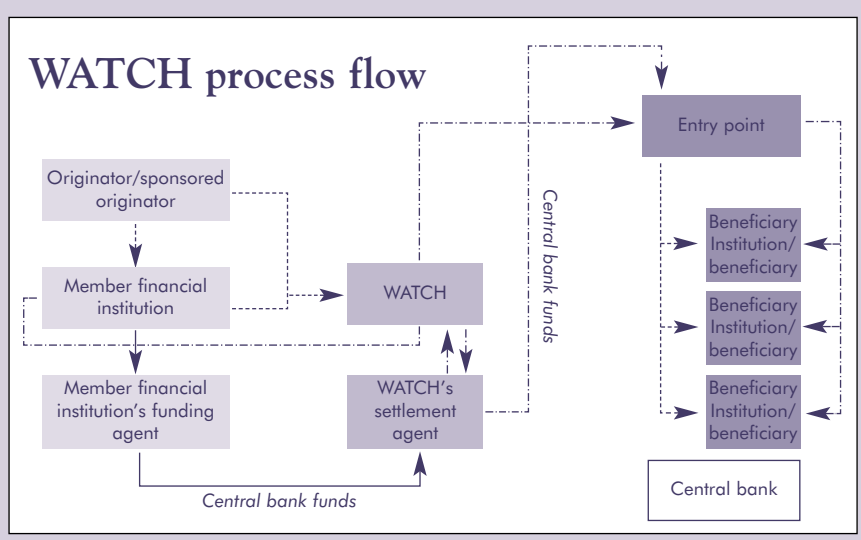 WATCH process flow
Originator/sponsored
originator
Member financial
institution
Member financial
institution's funding
agent
Central bank funds
WATCH
WATCH's
settlement
agent
Central bank funds
Entry point
Beneficiary
Institution/
beneficiary
Beneficiary
Institution/
beneficiary
Beneficiary
Institution/
beneficiary
Central bank